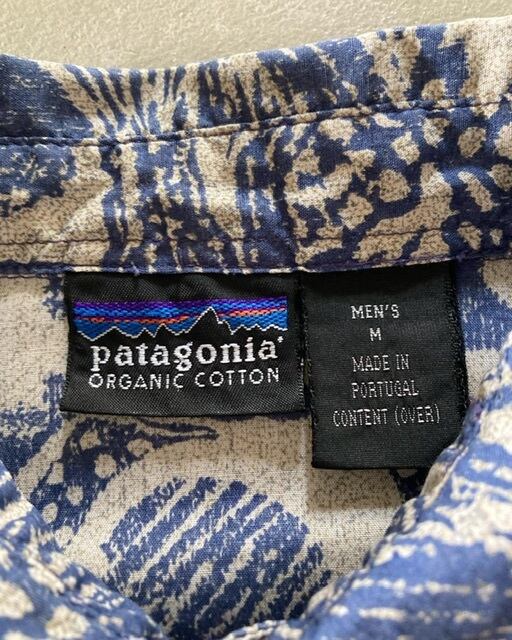 patagonia®
ORGANIC COTTON
MEN'S
M
MADE IN
PORTUGAL
CONTENT (OVER)